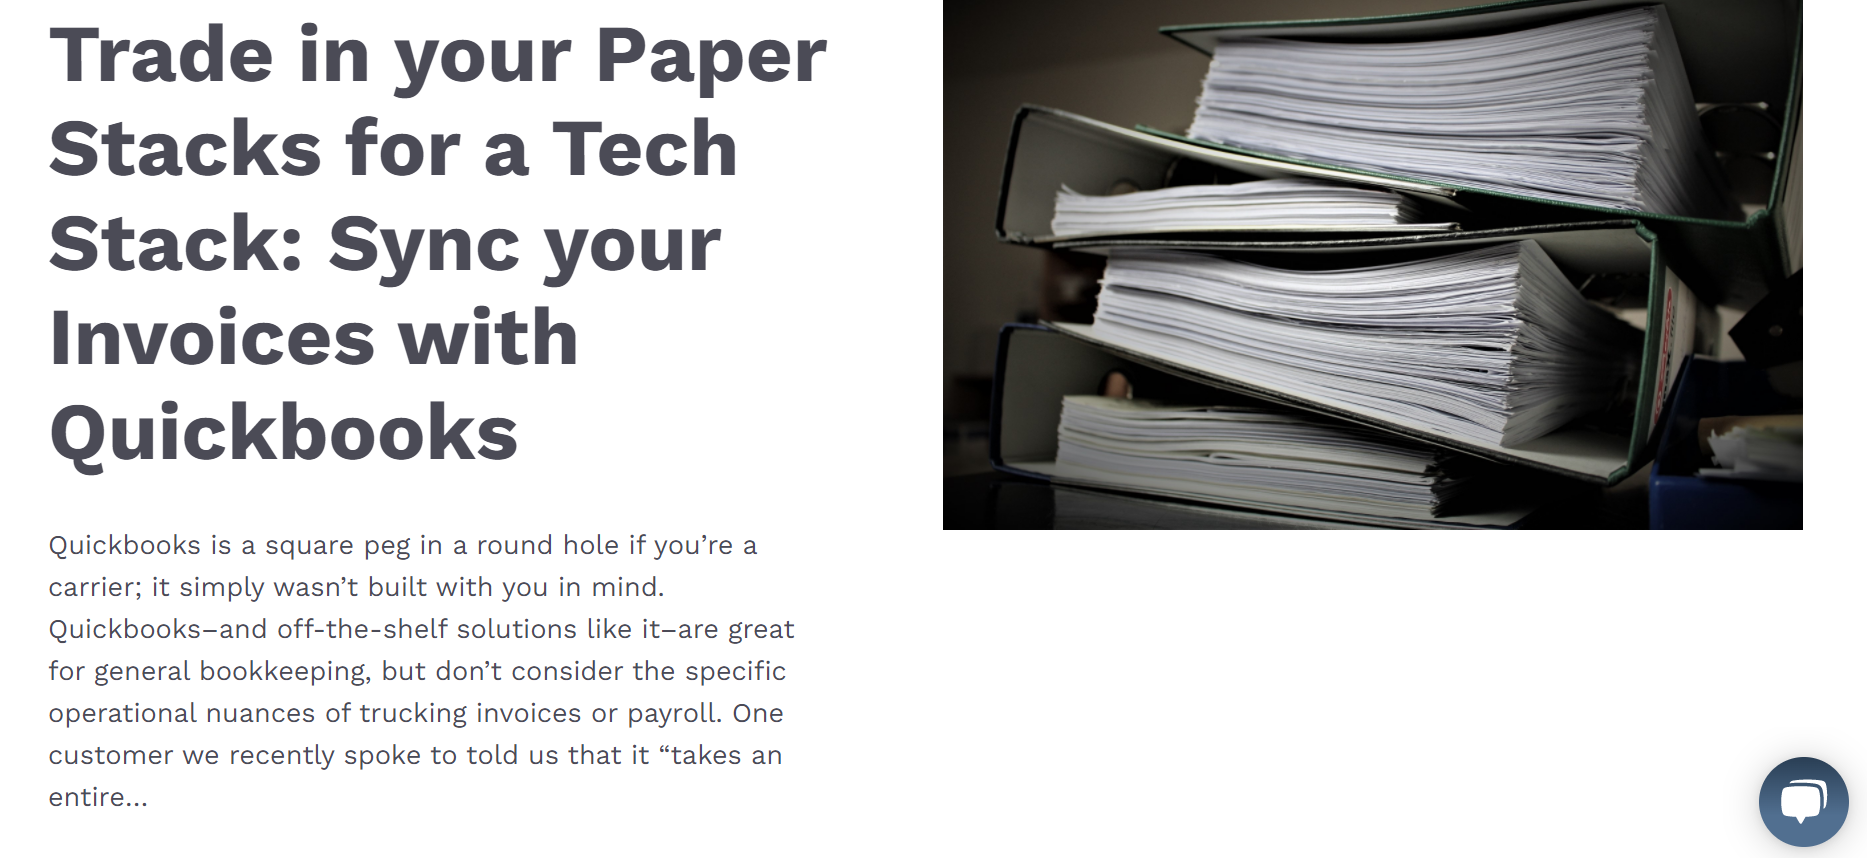 Trade in your Paper
Stacks for a Tech
Stack: Sync your
Invoices with
Quickbooks
Quickbooks is a square peg in a round hole if you’re a
carrier; it simply wasn’t built with you in mind.
Quickbooks–and off-the-shelf solutions like it–are great
for general bookkeeping, but don’t consider the specific
operational nuances of trucking invoices or payroll. One
customer we recently spoke to told us that it “takes an
entire...